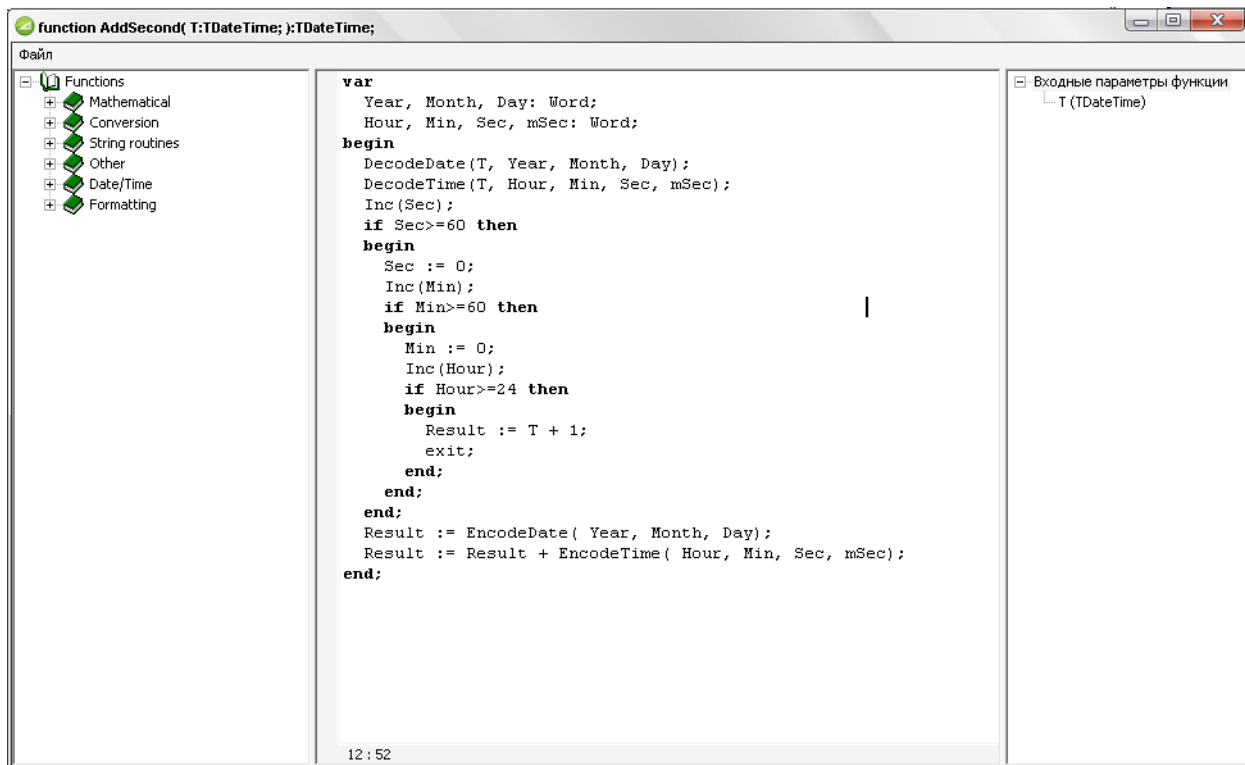 function AddSecond( T:TDateTime; ):TDateTime;
Файл
Functions
Mathematical
Conversion
String routines
Other
Date/Time
Formatting
var
Year, Month, Day: Word;
Hour, Min, Sec, mSec: Word;
begin
DecodeDate(T, Year, Month, Day);
DecodeTime(T, Hour, Min, Sec, mSec);
Inc(Sec);
if Sec>=60 then
begin
Sec := 0;
Inc(Min);
if Min>=60 then
begin
Min := 0;
Inc(Hour);
if Hour>=24 then
begin
Result := T + 1;
exit;
end;
end;
end;
Result := EncodeDate( Year, Month, Day);
Result := Result + EncodeTime( Hour, Min, Sec, mSec);
end;
12:52
Входные параметры функции
T (TDateTime)